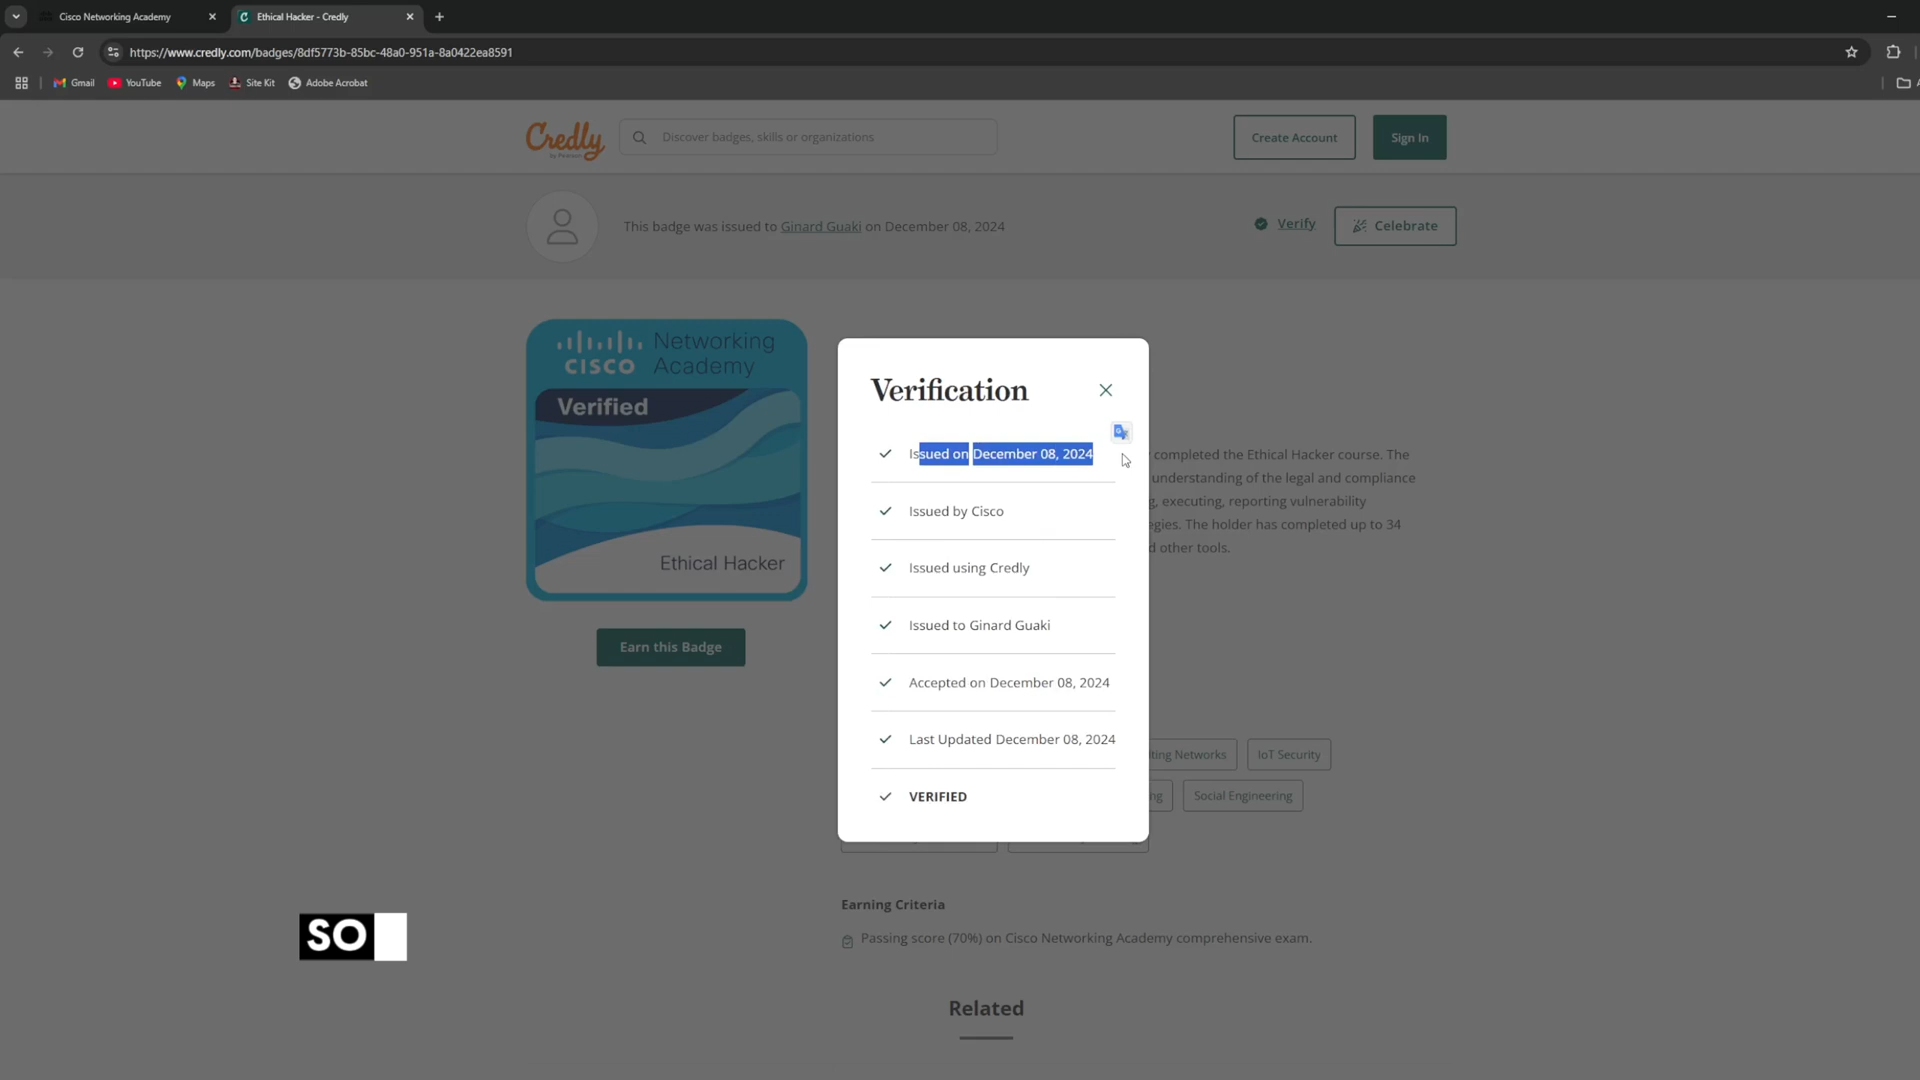 Cisco Networking Academy
Ethical Hacker - Credly
https://www.credly.com/badges/8df5773b-85bc-48a0-951a-8a0422ea8591
Gmail
YouTube
Maps
Site Kit
Adobe Acrobat
Credly
by Pearson
Discover badges, skills or organizations
Create Account
Sign In
This badge was issued to Ginard Guaki on December 08, 2024
Verify
Celebrate
CISCO
Networking
Academy
Verified
Ethical Hacker
Earn this Badge
Verification
Issued on December 08, 2024
Issued by Cisco
Issued using Credly
Issued to Ginard Guaki
Accepted on December 08, 2024
Last Updated December 08, 2024
VERIFIED
completed the Ethical Hacker course. The
understanding of the legal and compliance
executing, reporting vulnerability
The holder has completed up to 34
other tools.
Networks
IoT Security
Social Engineering
Earning Criteria
Passing score (70%) on Cisco Networking Academy comprehensive exam.
Related
SO